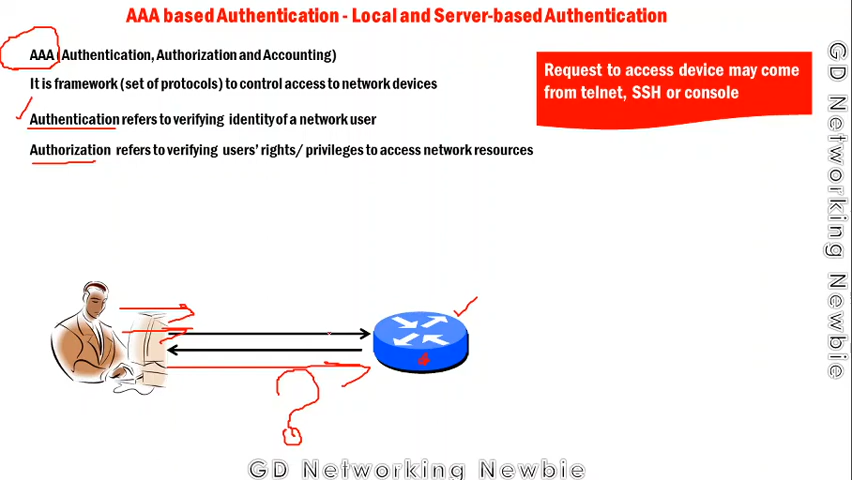 AAA based Authentication - Local and Server-based Authentication
AAA (Authentication, Authorization and Accounting)
It is framework (set of protocols) to control access to network devices
Authentication refers to verifying identity of a network user
Authorization refers to verifying users' rights/ privileges to access network resources
Request to access device may come
from telnet, SSH or console
GD Networking Newbie
GD Networking Newbie